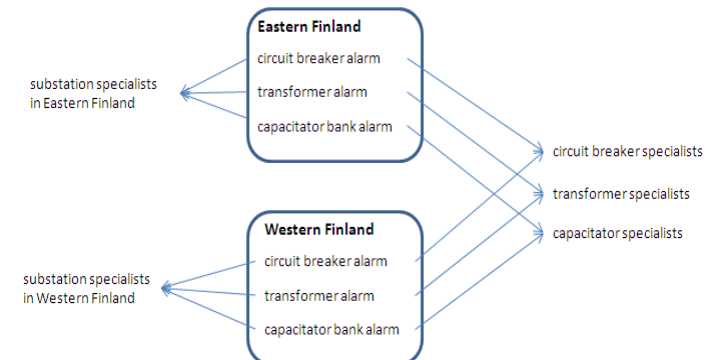 Eastern Finland
circuit breaker alarm
transformer alarm
capacitator bank alarm
substation specialists
in Eastern Finland
circuit breaker specialists
transformer specialists
capacitator specialists
Western Finland
circuit breaker alarm
transformer alarm
capacitator bank alarm
substation specialists
in Western Finland